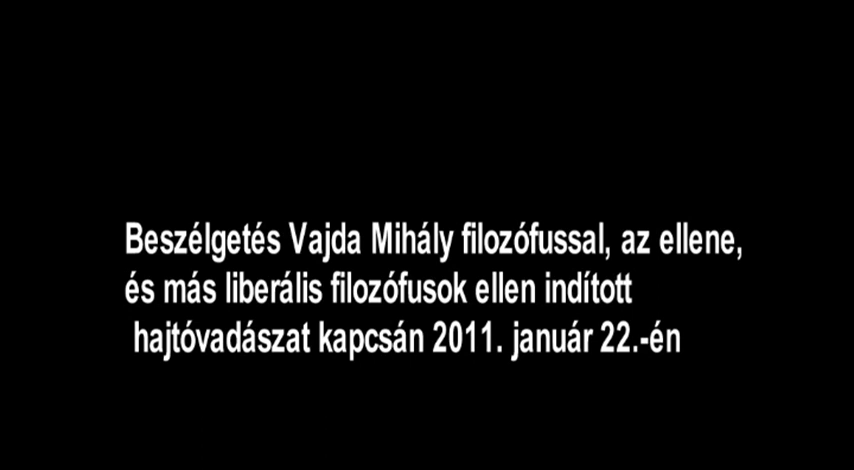 Beszélgetés Vajda Mihály filozófussal, az ellene,
és más liberális filozófusok ellen indított
hajtóvadászat kapcsán 2011. január 22.-én